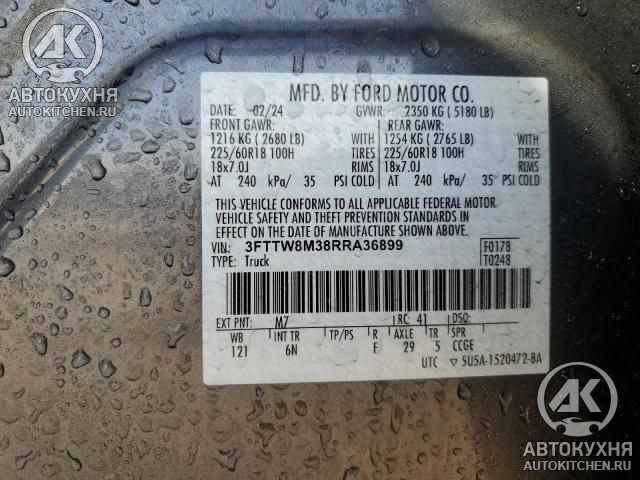 AK
АВТОКУХНЯ
AUTOKITCHEN.RU
MFD. BY FORD MOTOR CO.
DATE: 02/24 GVWR: 2350 KG ( 5180 LB)
FRONT GAWR: REAR GAWR:
1216 KG ( 2680 LB) WITH 1254 KG ( 2765 LB) WITH
225/60R18 100H TIRES 225/60R18 100H TIRES
18x7.0J RIMS 18x7.0J RIMS
AT 240 kPa/ 35 PSI COLD AT 240 kPa/ 35 PSI COLD
THIS VEHICLE CONFORMS TO ALL APPLICABLE FEDERAL MOTOR
VEHICLE SAFETY AND THEFT PREVENTION STANDARDS IN
EFFECT ON THE DATE OF MANUFACTURE SHOWN ABOVE.
VIN: 3FTTW8M38RRA36899 F0178
TYPE: Truck T0248
EXT PNT: M7 RC: 41 DSO:
WB INT TR TP/PS R AXLE TR SPR
121 6N F 29 5 CCGE
UTC ▽ 5U5A-1520472-BA
AK
АВТОКУХНЯ
AUTOKITCHEN.RU